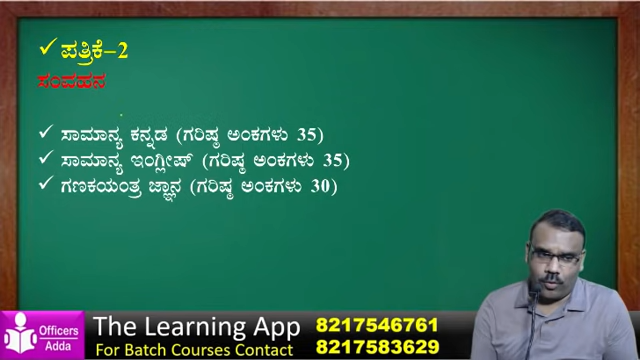 ✓ ಪತ್ರಿಕೆ–2
ಸಂವಹನ
✓ ಸಾಮಾನ್ಯ ಕನ್ನಡ (ಗರಿಷ್ಠ ಅಂಕಗಳು 35)
✓ ಸಾಮಾನ್ಯ ಇಂಗ್ಲೀಷ್ (ಗರಿಷ್ಠ ಅಂಕಗಳು 35)
✓ ಗಣಕಯಂತ್ರ ಜ್ಞಾನ (ಗರಿಷ್ಠ ಅಂಕಗಳು 30)
Officers
Adda
The Learning App
For Batch Courses Contact
8217546761
8217583629